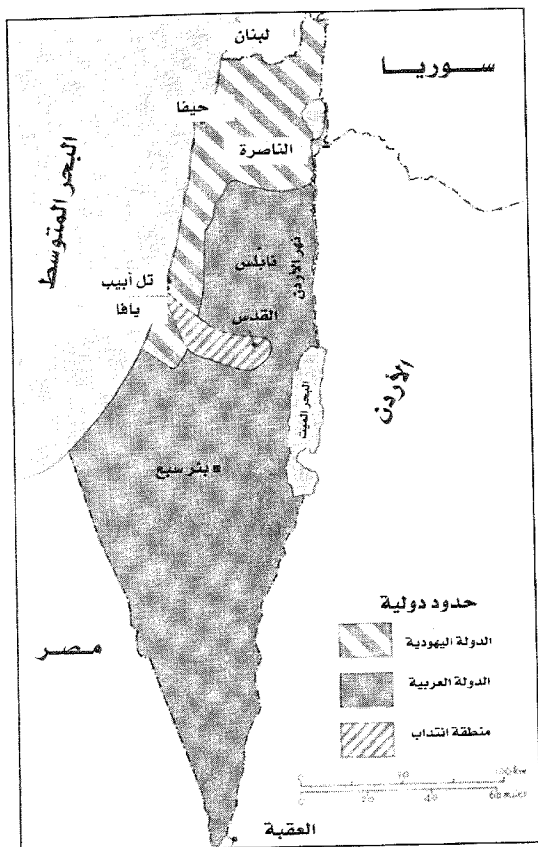 لبنان
سوريا
حيفا
الناصرة
البحر المتوسط
نابلس
نهر الأردن
تل أبيب
يافا
القدس
البحر الميت
الأردن
بئر سبع
مصر
حدود دولية
الدولة اليهودية
الدولة العربية
منطقة انتداب
العقبة